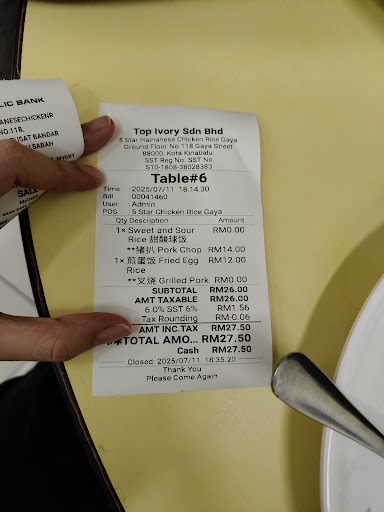 LIC BANK
ANESECHICKENR
NO.118,
USAT BANDAR
SABAH
SALE
Top Ivory Sdn Bhd
5 Star Hainanese Chicken Rice Gaya
Ground Floor No 118 Gaya Street
88000, Kota Kinabalu.
SST Reg No. SST No
S10-1808-38028383
Table#6
Time : 2025/07/11 18:14:30
Bill : 00041460
User : Admin
POS : 5 Star Chicken Rice Gaya
Qty Description Amount
1× Sweet and Sour RM0.00
Rice 甜酸球饭
**猪扒 Pork Chop RM14.00
1× 煎蛋饭 Fried Egg RM12.00
Rice
**叉烧 Grilled Pork RM0.00
SUBTOTAL RM26.00
AMT TAXABLE RM26.00
6.0% SST 6% RM1.56
Tax Rounding RM-0.06
AMT INC.TAX RM27.50
TOTAL AMO... RM27.50
Cash RM27.50
Closed: 2025/07/11 18:35:20
Thank You
Please Come Again